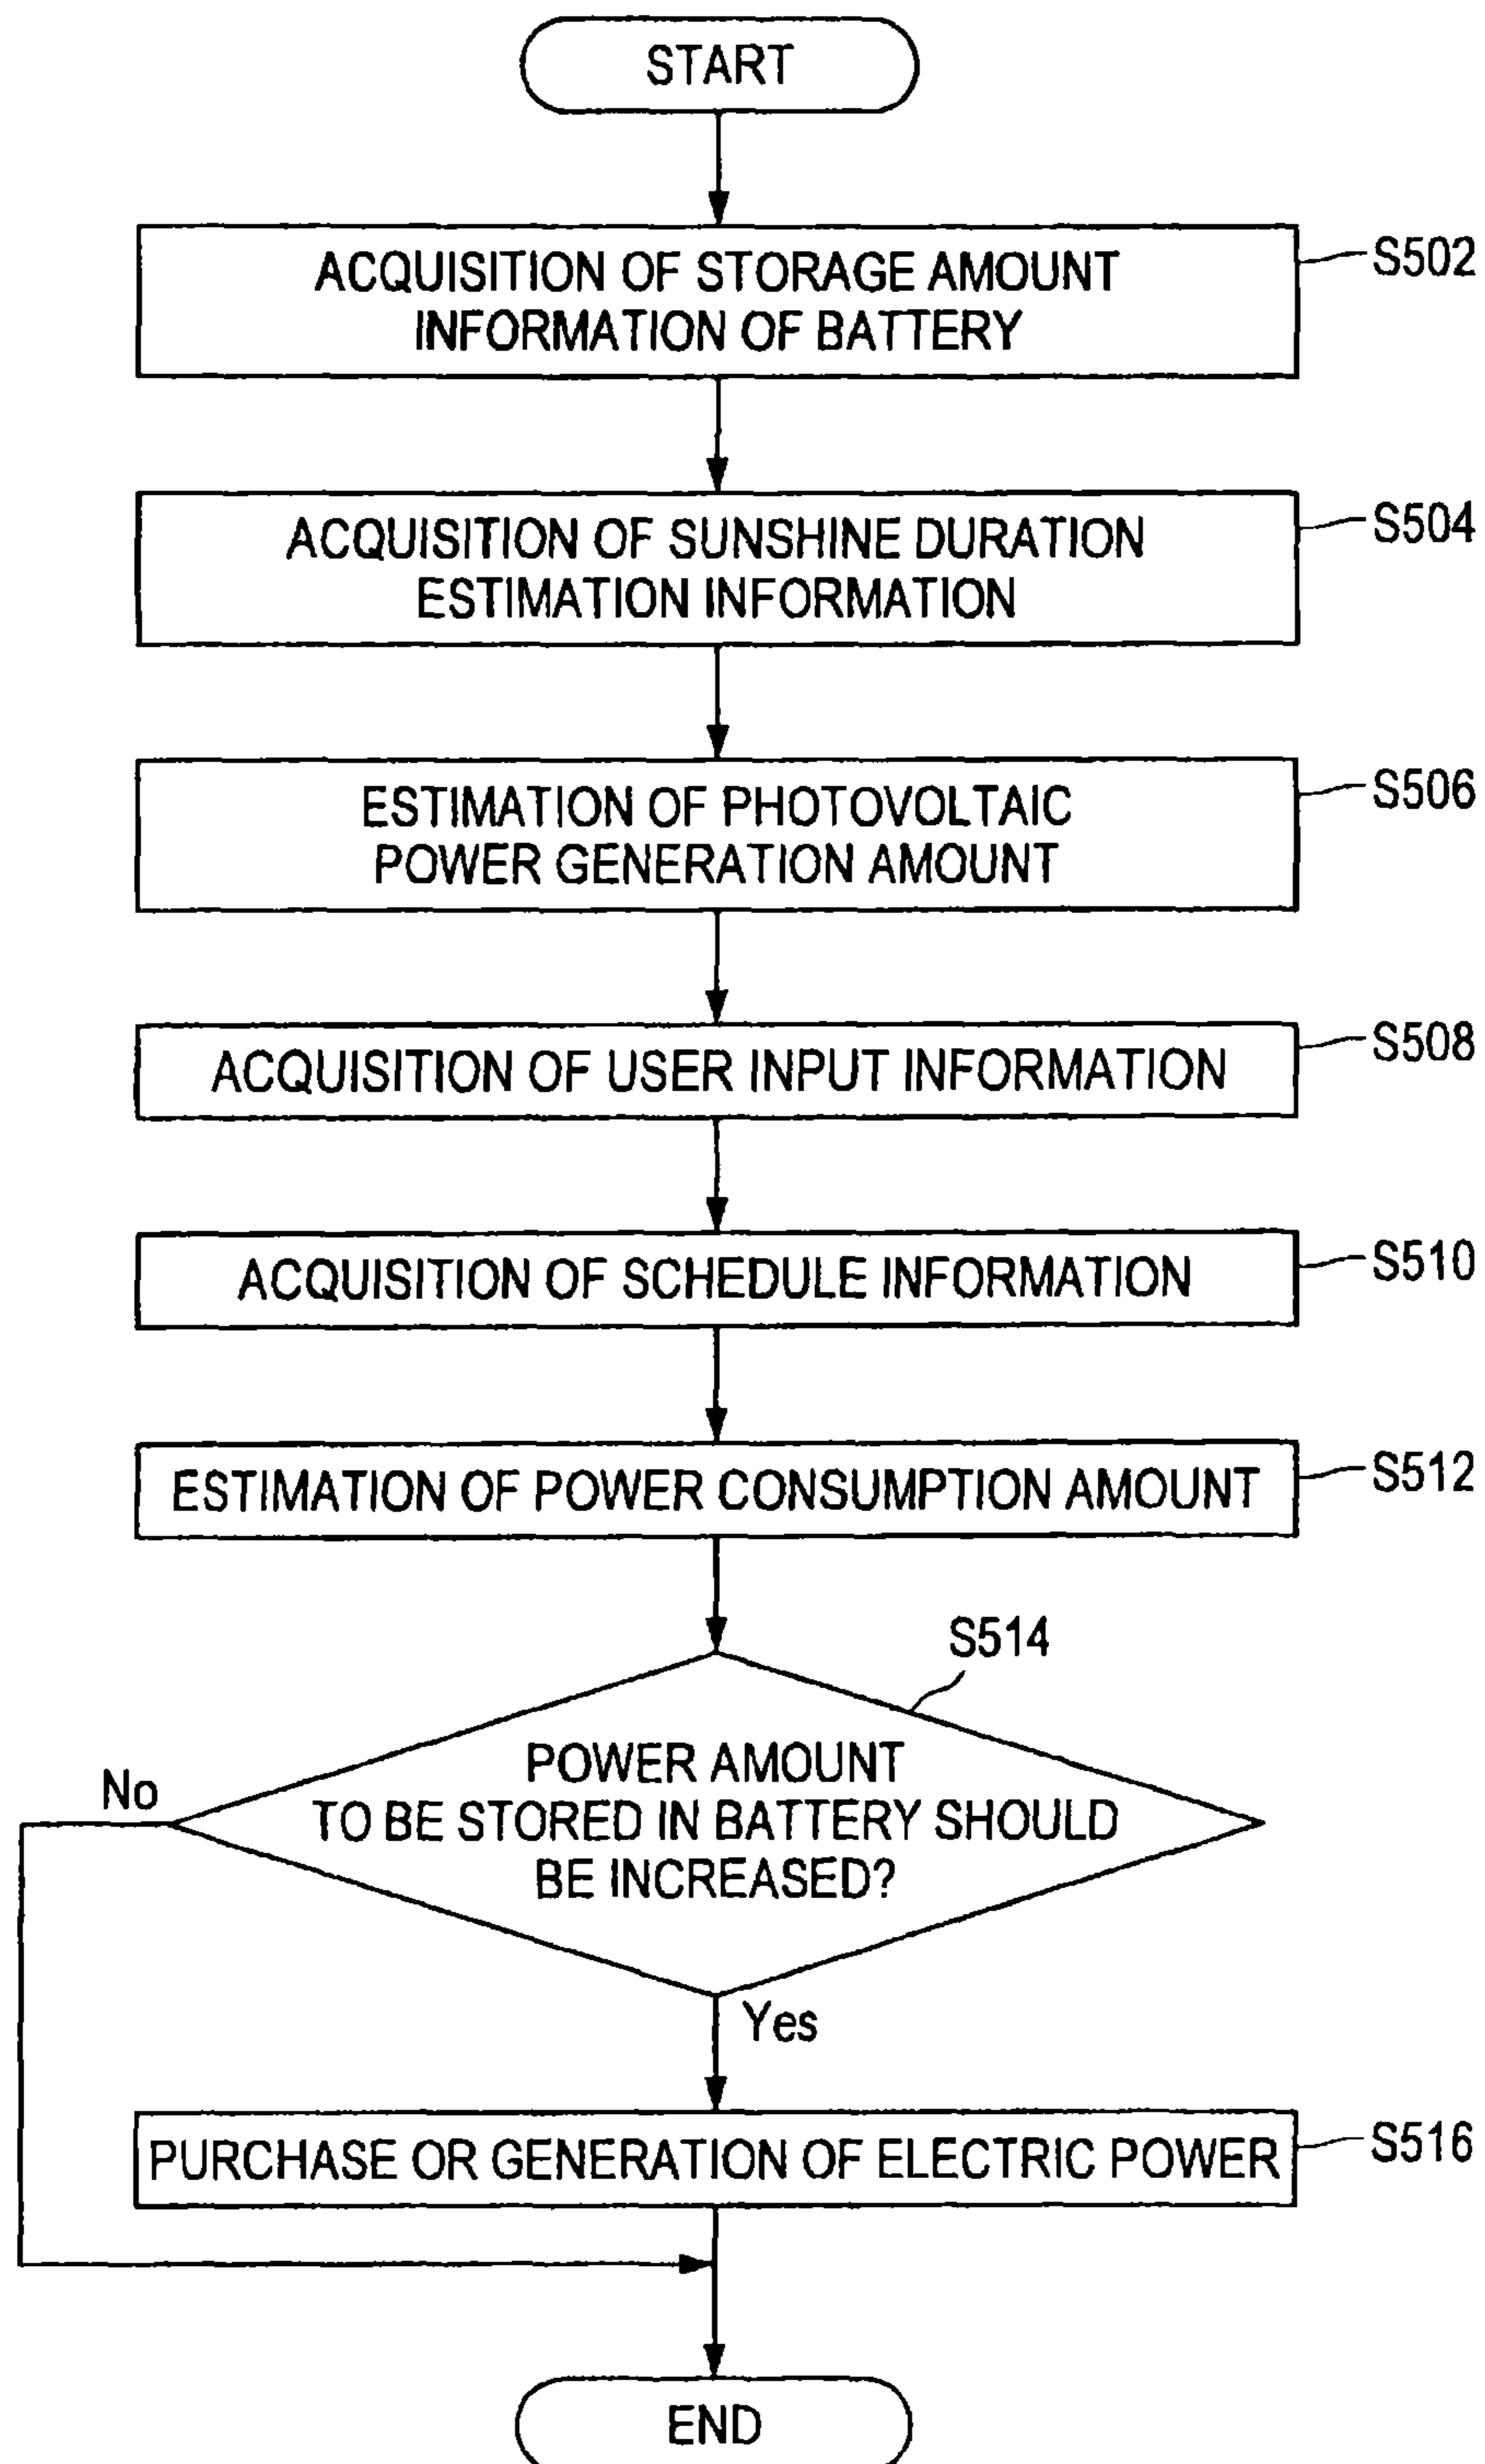 START
ACQUISITION OF STORAGE AMOUNT
INFORMATION OF BATTERY
S502
ACQUISITION OF SUNSHINE DURATION
ESTIMATION INFORMATION
S504
ESTIMATION OF PHOTOVOLTAIC
POWER GENERATION AMOUNT
S506
ACQUISITION OF USER INPUT INFORMATION
S508
ACQUISITION OF SCHEDULE INFORMATION
S510
ESTIMATION OF POWER CONSUMPTION AMOUNT
S512
S514
POWER AMOUNT
TO BE STORED IN BATTERY SHOULD
BE INCREASED?
No
Yes
PURCHASE OR GENERATION OF ELECTRIC POWER
S516
END